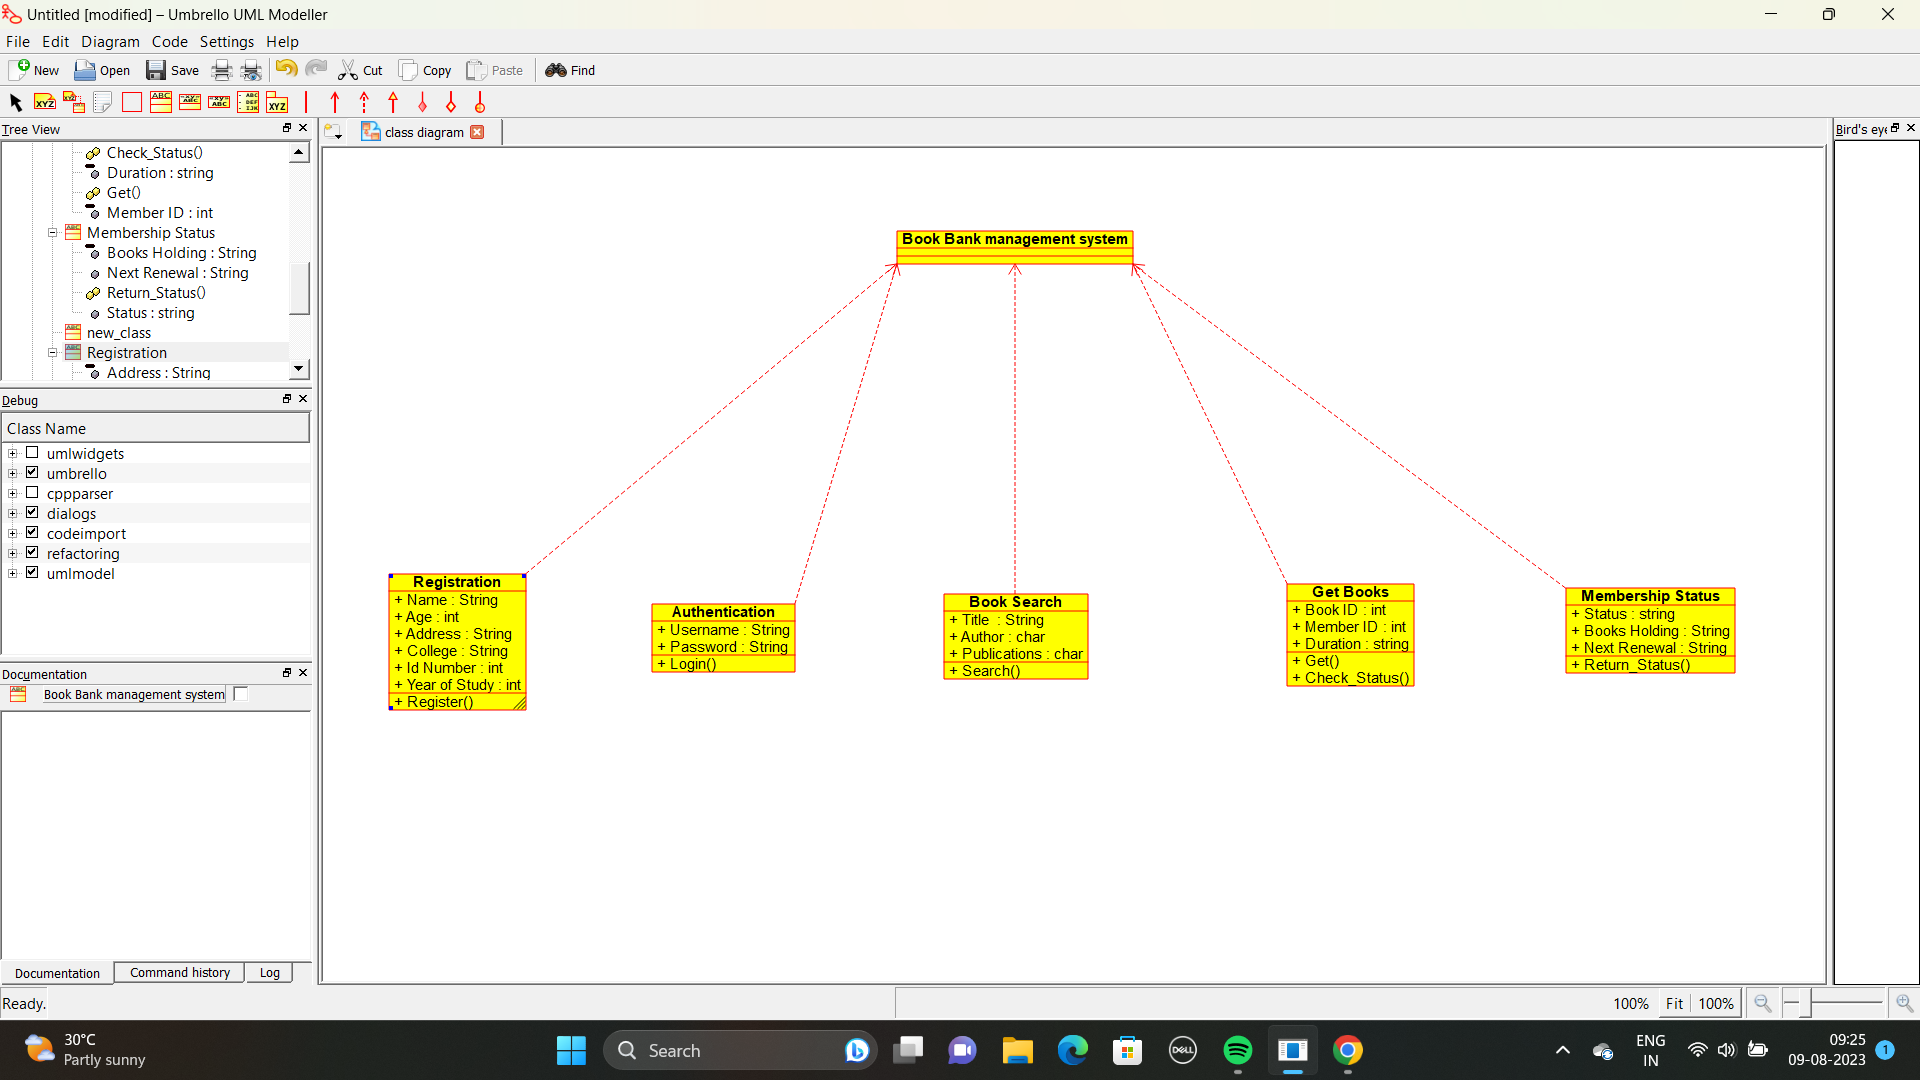 Untitled [modified] – Umbrello UML Modeller
File Edit Diagram Code Settings Help
New Open Save Cut Copy Paste Find
Tree View
Check_Status()
Duration : string
Get()
Member ID : int
Membership Status
Books Holding : String
Next Renewal : String
Return_Status()
Status : string
new_class
Registration
Address : String
Debug
Class Name
umlwidgets
umbrello
cppparser
dialogs
codeimport
refactoring
umlmodel
Documentation
Book Bank management system
Documentation Command history Log
Ready.
class diagram
Bird's eye
Book Bank management system
Registration
+ Name : String
+ Age : int
+ Address : String
+ College : String
+ Id Number : int
+ Year of Study : int
+ Register()
Authentication
+ Username : String
+ Password : String
+ Login()
Book Search
+ Title : String
+ Author : char
+ Publications : char
+ Search()
Get Books
+ Book ID : int
+ Member ID : int
+ Duration : string
+ Get()
+ Check_Status()
Membership Status
+ Status : string
+ Books Holding : String
+ Next Renewal : String
+ Return_Status()
100% Fit 100%
30°C
Partly sunny
Search
DELL
ENG
IN
09:25
09-08-2023
1